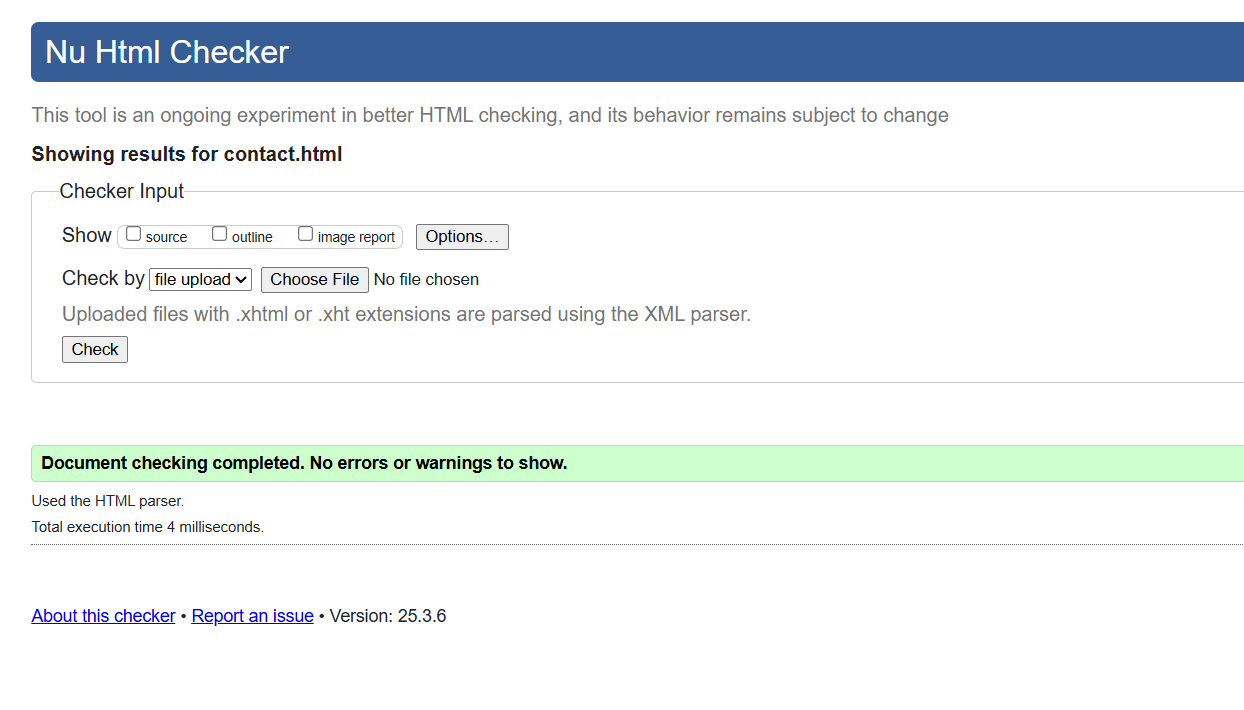 Nu Html Checker
This tool is an ongoing experiment in better HTML checking, and its behavior remains subject to change
Showing results for contact.html
Checker Input
Show source outline image report Options…
Check by file upload Choose File No file chosen
Uploaded files with .xhtml or .xht extensions are parsed using the XML parser.
Check
Document checking completed. No errors or warnings to show.
Used the HTML parser.
Total execution time 4 milliseconds.
About this checker • Report an issue • Version: 25.3.6